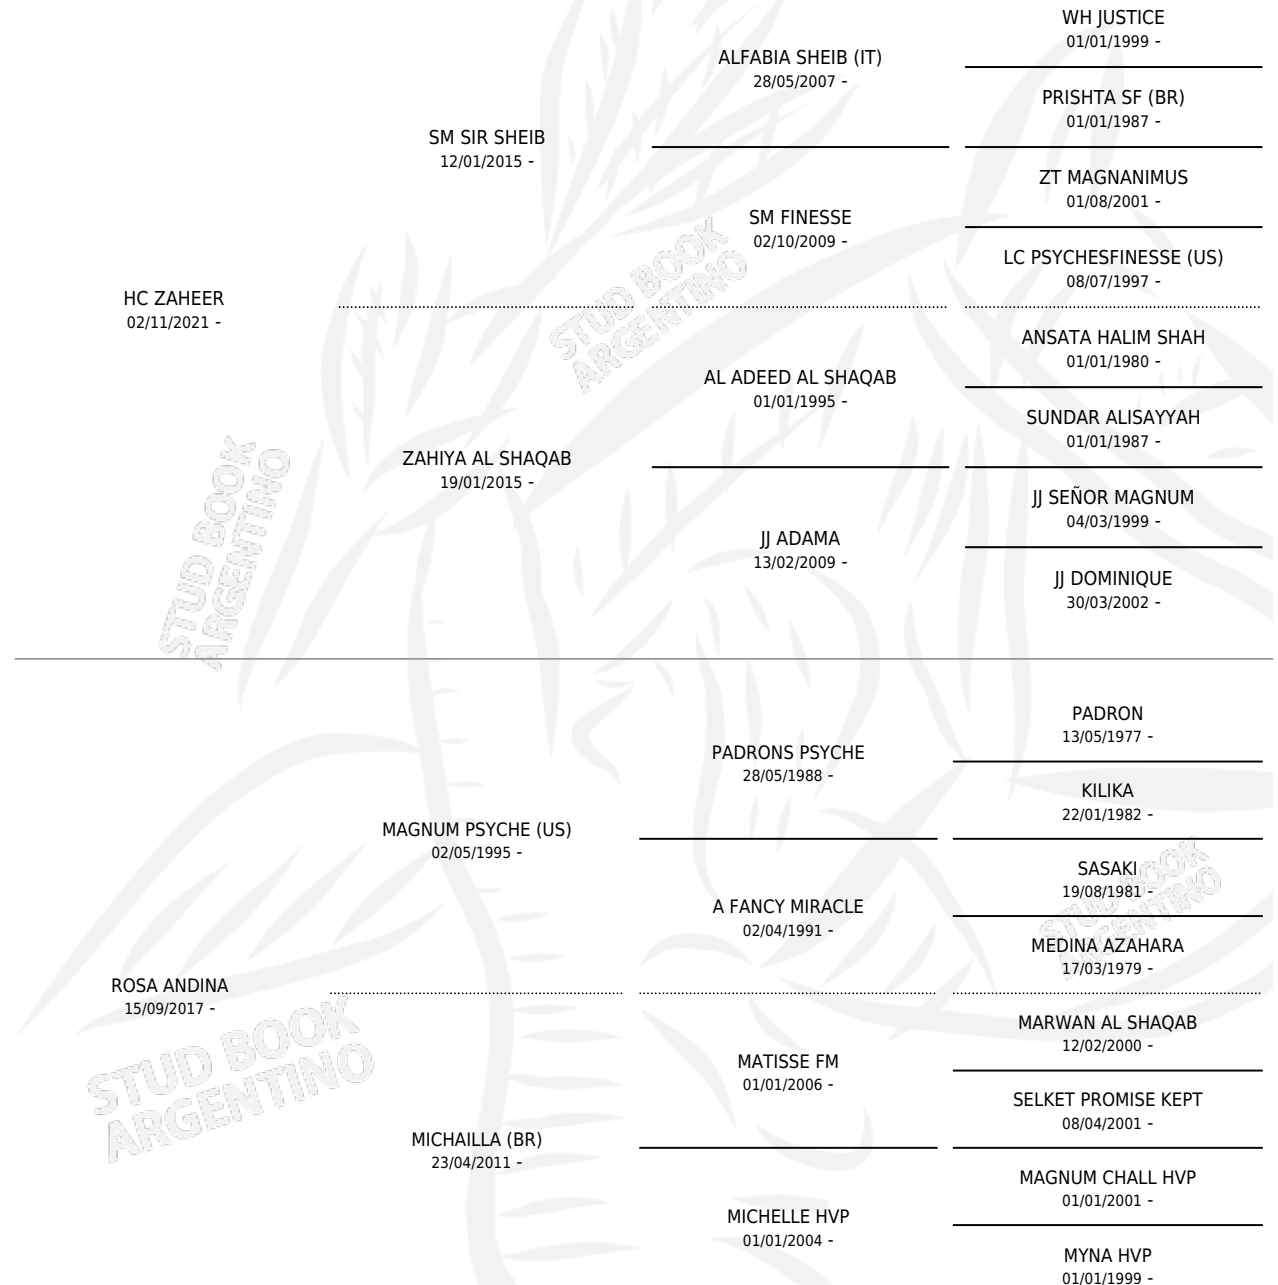 WH JUSTICE
01/01/1999 -
ALFABIA SHEIB (IT)
28/05/2007 -
PRISHTA SF (BR)
01/01/1987 -
SM SIR SHEIB
12/01/2015 -
ZT MAGNANIMUS
01/08/2001 -
SM FINESSE
02/10/2009 -
LC PSYCHESFINESSE (US)
08/07/1997 -
HC ZAHEER
02/11/2021 -
STUD BOOK
ARGENTINO
ANSATA HALIM SHAH
01/01/1980 -
AL ADEED AL SHAQAB
01/01/1995 -
SUNDAR ALISAYYAH
01/01/1987 -
ZAHIYA AL SHAQAB
19/01/2015 -
JJ SEÑOR MAGNUM
04/03/1999 -
JJ ADAMA
13/02/2009 -
JJ DOMINIQUE
30/03/2002 -
STUD BOOK
ARGENTINO
PADRON
13/05/1977 -
PADRONS PSYCHE
28/05/1988 -
KILIKA
22/01/1982 -
MAGNUM PSYCHE (US)
02/05/1995 -
SASAKI
19/08/1981 -
A FANCY MIRACLE
02/04/1991 -
MEDINA AZAHARA
17/03/1979 -
STUD BOOK
ARGENTINO
ROSA ANDINA
15/09/2017 -
MARWAN AL SHAQAB
12/02/2000 -
MATISSE FM
01/01/2006 -
SELKET PROMISE KEPT
08/04/2001 -
STUD BOOK
ARGENTINO
MICHAILLA (BR)
23/04/2011 -
MAGNUM CHALL HVP
01/01/2001 -
MICHELLE HVP
01/01/2004 -
MYNA HVP
01/01/1999 -